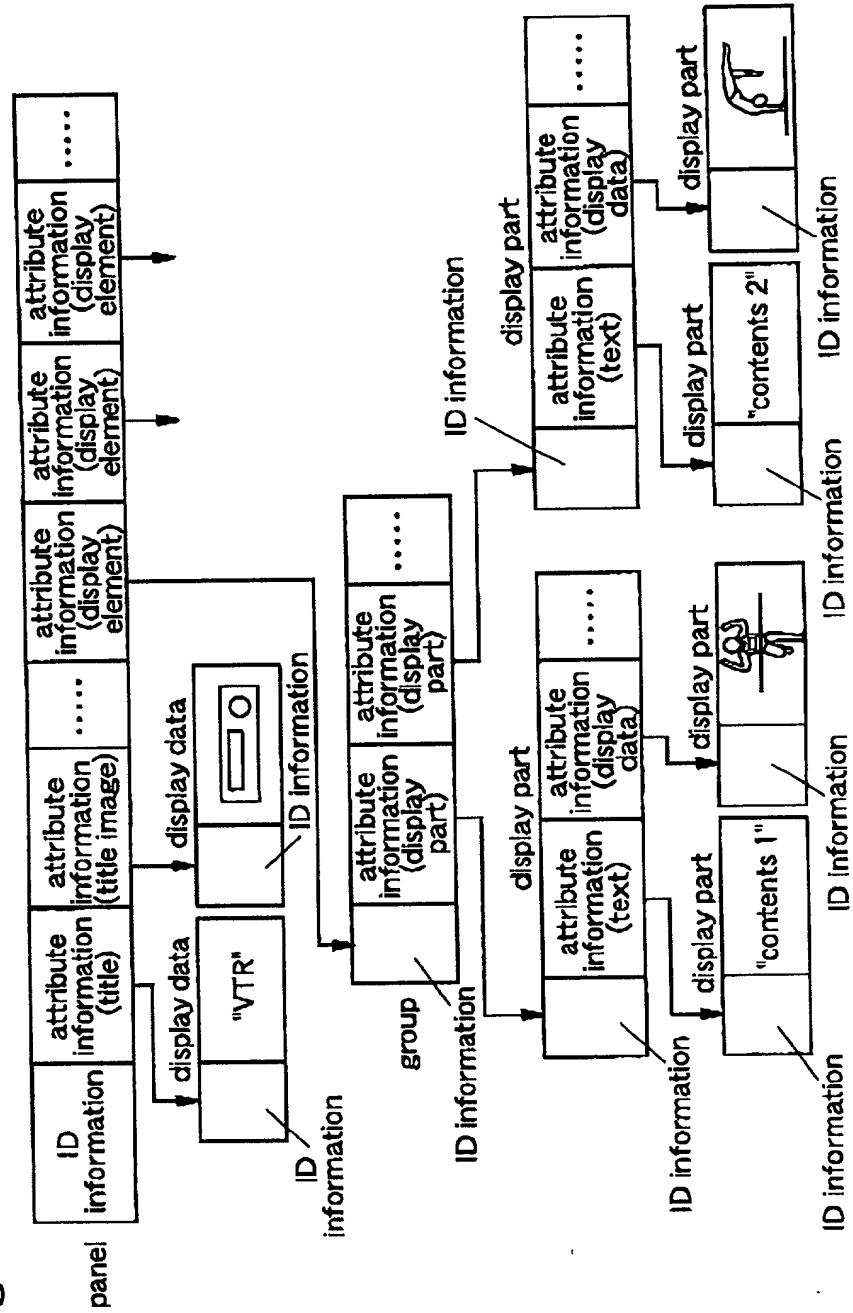 panel
ID
information
attribute
information
(title)
attribute
information
(title image)
.....
attribute
information
(display
element)
attribute
information
(display
element)
attribute
information
(display
element)
.....
display data
"VTR"
ID
information
display data
ID information
group
ID information
attribute
information
(display
part)
attribute
information
(display
part)
.....
display part
ID information
attribute
information
(text)
attribute
information
(display
data)
.....
ID information
display part
attribute
information
(text)
attribute
information
(display
data)
.....
display part
"contents 1"
ID information
display part
ID information
display part
"contents 2"
ID information
display part
ID information